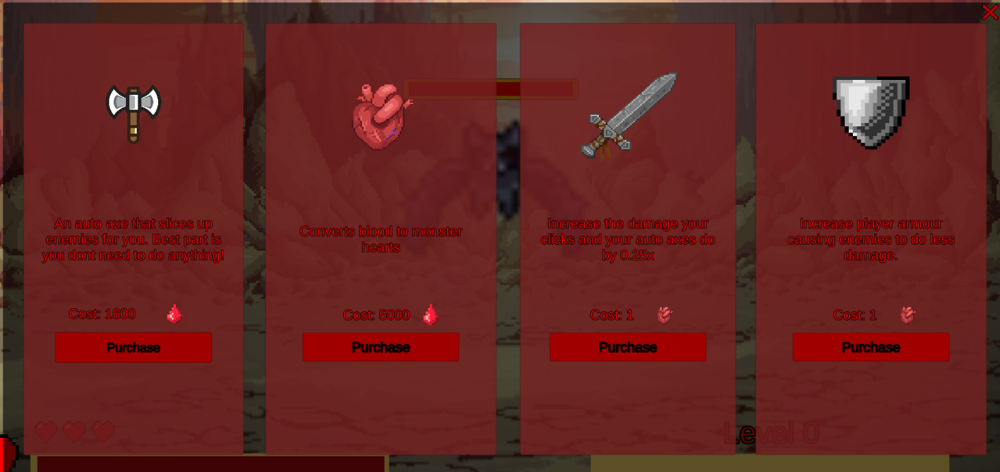 An auto axe that slices up
enemies for you. Best part is
you dont need to do anything!
Cost: 1600
Purchase
Converts blood to monster
hearts
Cost: 5000
Purchase
Increase the damage your
clicks and your auto axes do
by 0.25x
Cost: 1
Purchase
Increase player armour
causing enemies to do less
damage.
Cost: 1
Purchase
Level 0